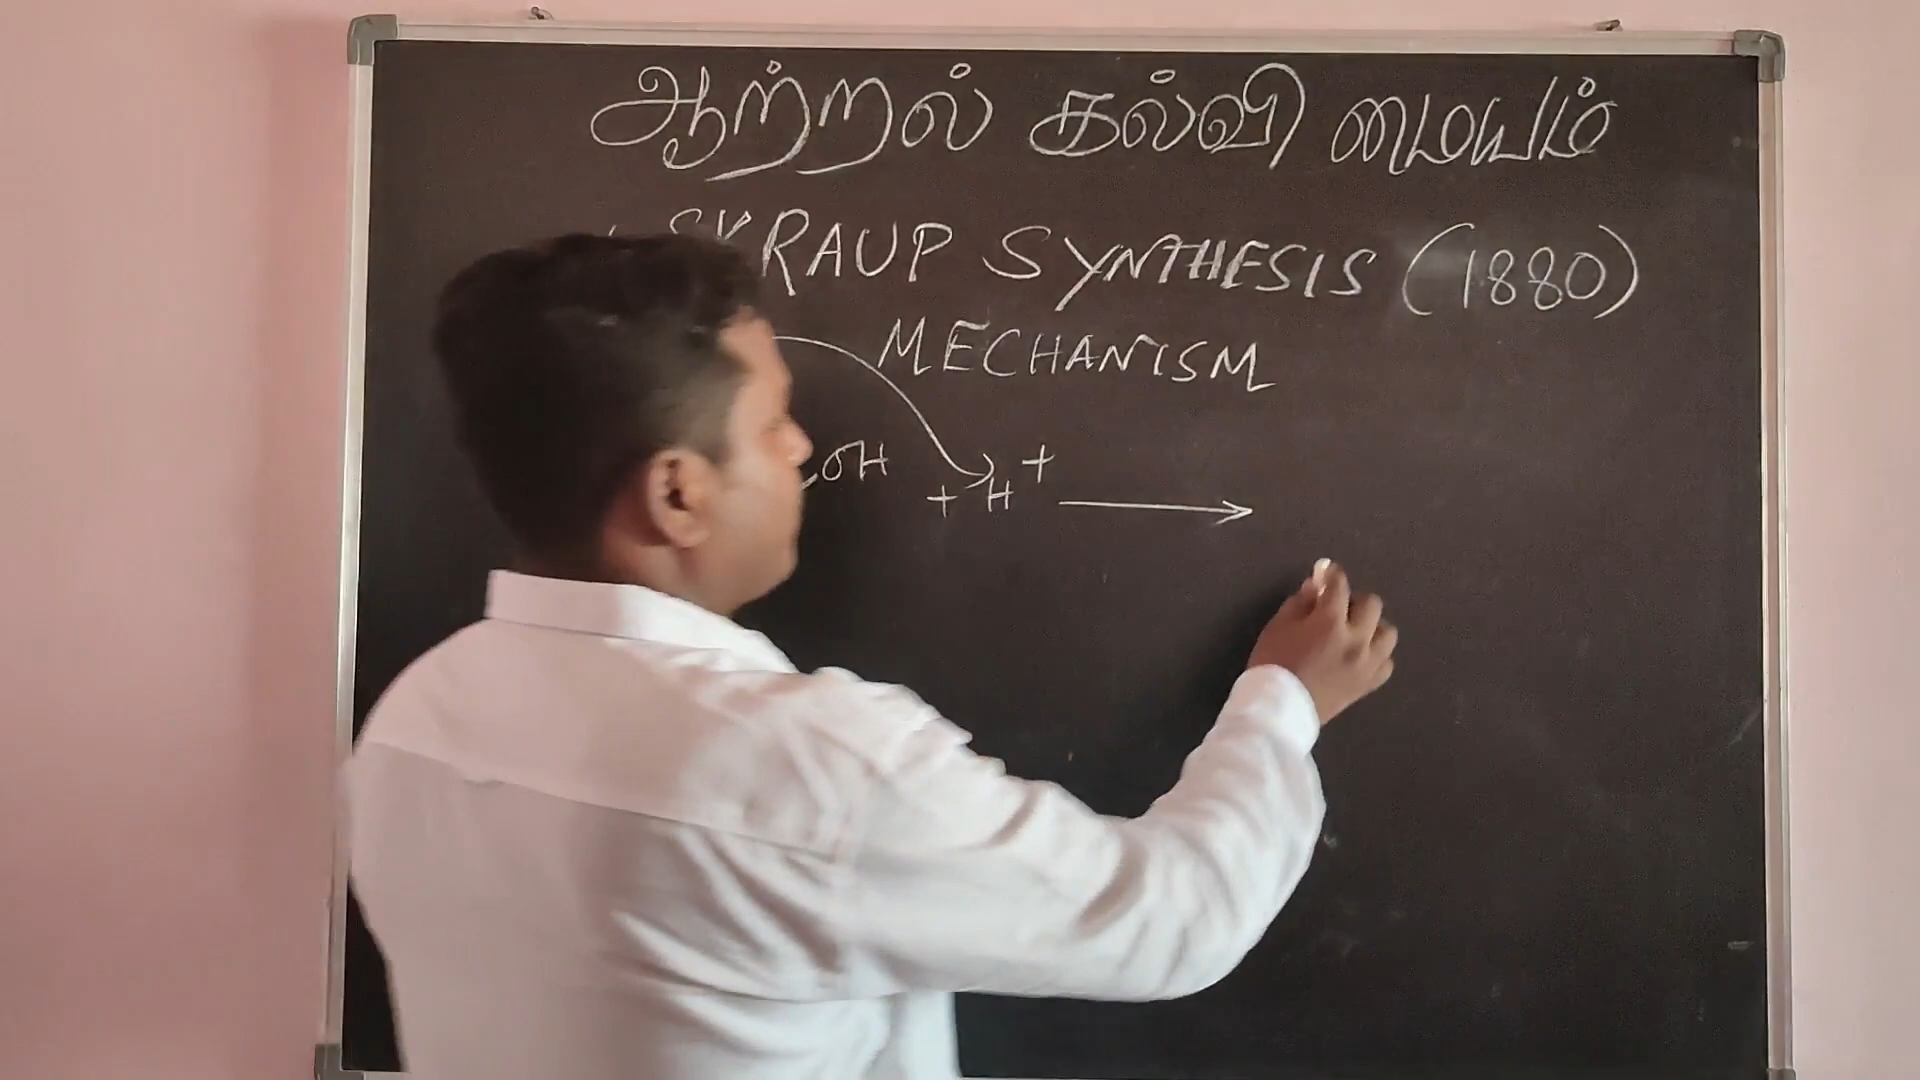 ஆற்றல் கல்வி மையம்
SKRAUP SYNTHESIS (1880)
MECHANISM
OH
+ H +